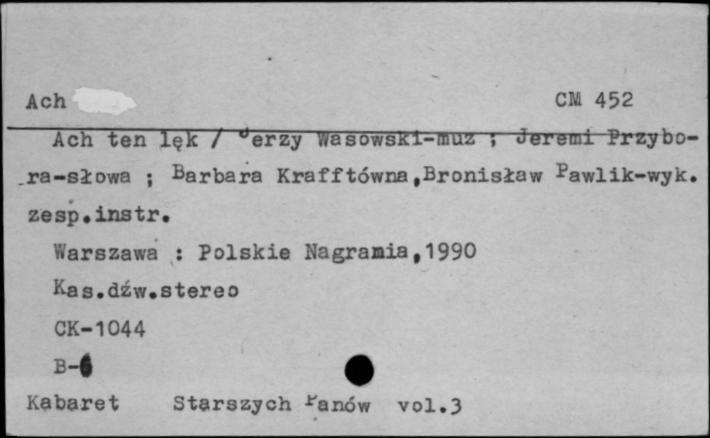 Ach CM 452
Ach ten lęk / Jerzy Wasowski-muz ; Jeremi Przybo-
ra-słowa ; Barbara Krafftówna,Bronisław Pawlik-wyk.
zesp.instr.
Warszawa : Polskie Nagrania,1990
Kas.dźw.stereo
CK-1044
B-6
Kabaret Starszych Panów vol.3